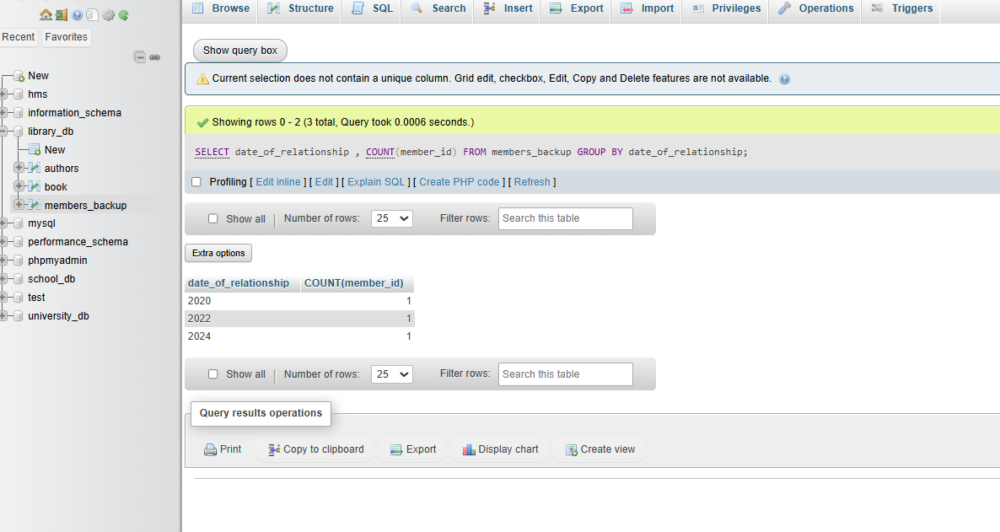 Browse Structure SQL Search Insert Export Import Privileges Operations Triggers
Recent Favorites
New
hms
information_schema
library_db
New
authors
book
members_backup
mysql
performance_schema
phpmyadmin
school_db
test
university_db
Show query box
Current selection does not contain a unique column. Grid edit, checkbox, Edit, Copy and Delete features are not available.
Showing rows 0 - 2 (3 total, Query took 0.0006 seconds.)
SELECT date_of_relationship , COUNT(member_id) FROM members_backup GROUP BY date_of_relationship;
Profiling [ Edit inline ] [ Edit ] [ Explain SQL ] [ Create PHP code ] [ Refresh ]
Show all | Number of rows: 25 Filter rows: Search this table
Extra options
date_of_relationship COUNT(member_id)
2020 1
2022 1
2024 1
Show all | Number of rows: 25 Filter rows: Search this table
Query results operations
Print Copy to clipboard Export Display chart Create view